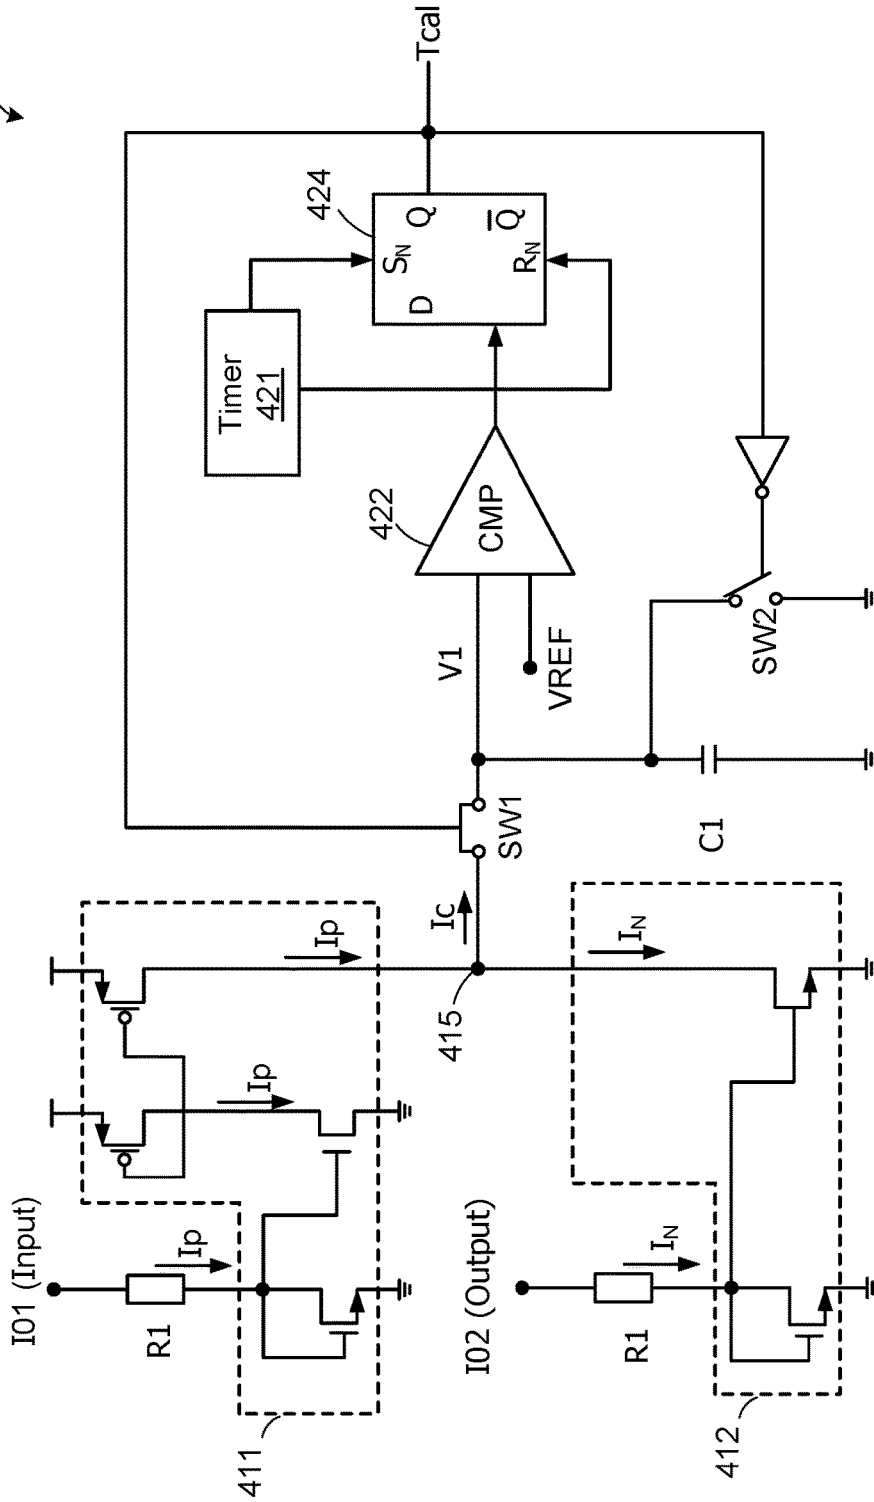 I01 (Input)
R1
Ip
Ip
Ip
411
I02 (Output)
R1
IN
IN
412
415
Ic
SW1
C1
V1
VREF
SW2
CMP
422
Timer
421
424
D
SN
Q
RN
Q̅
Tcal